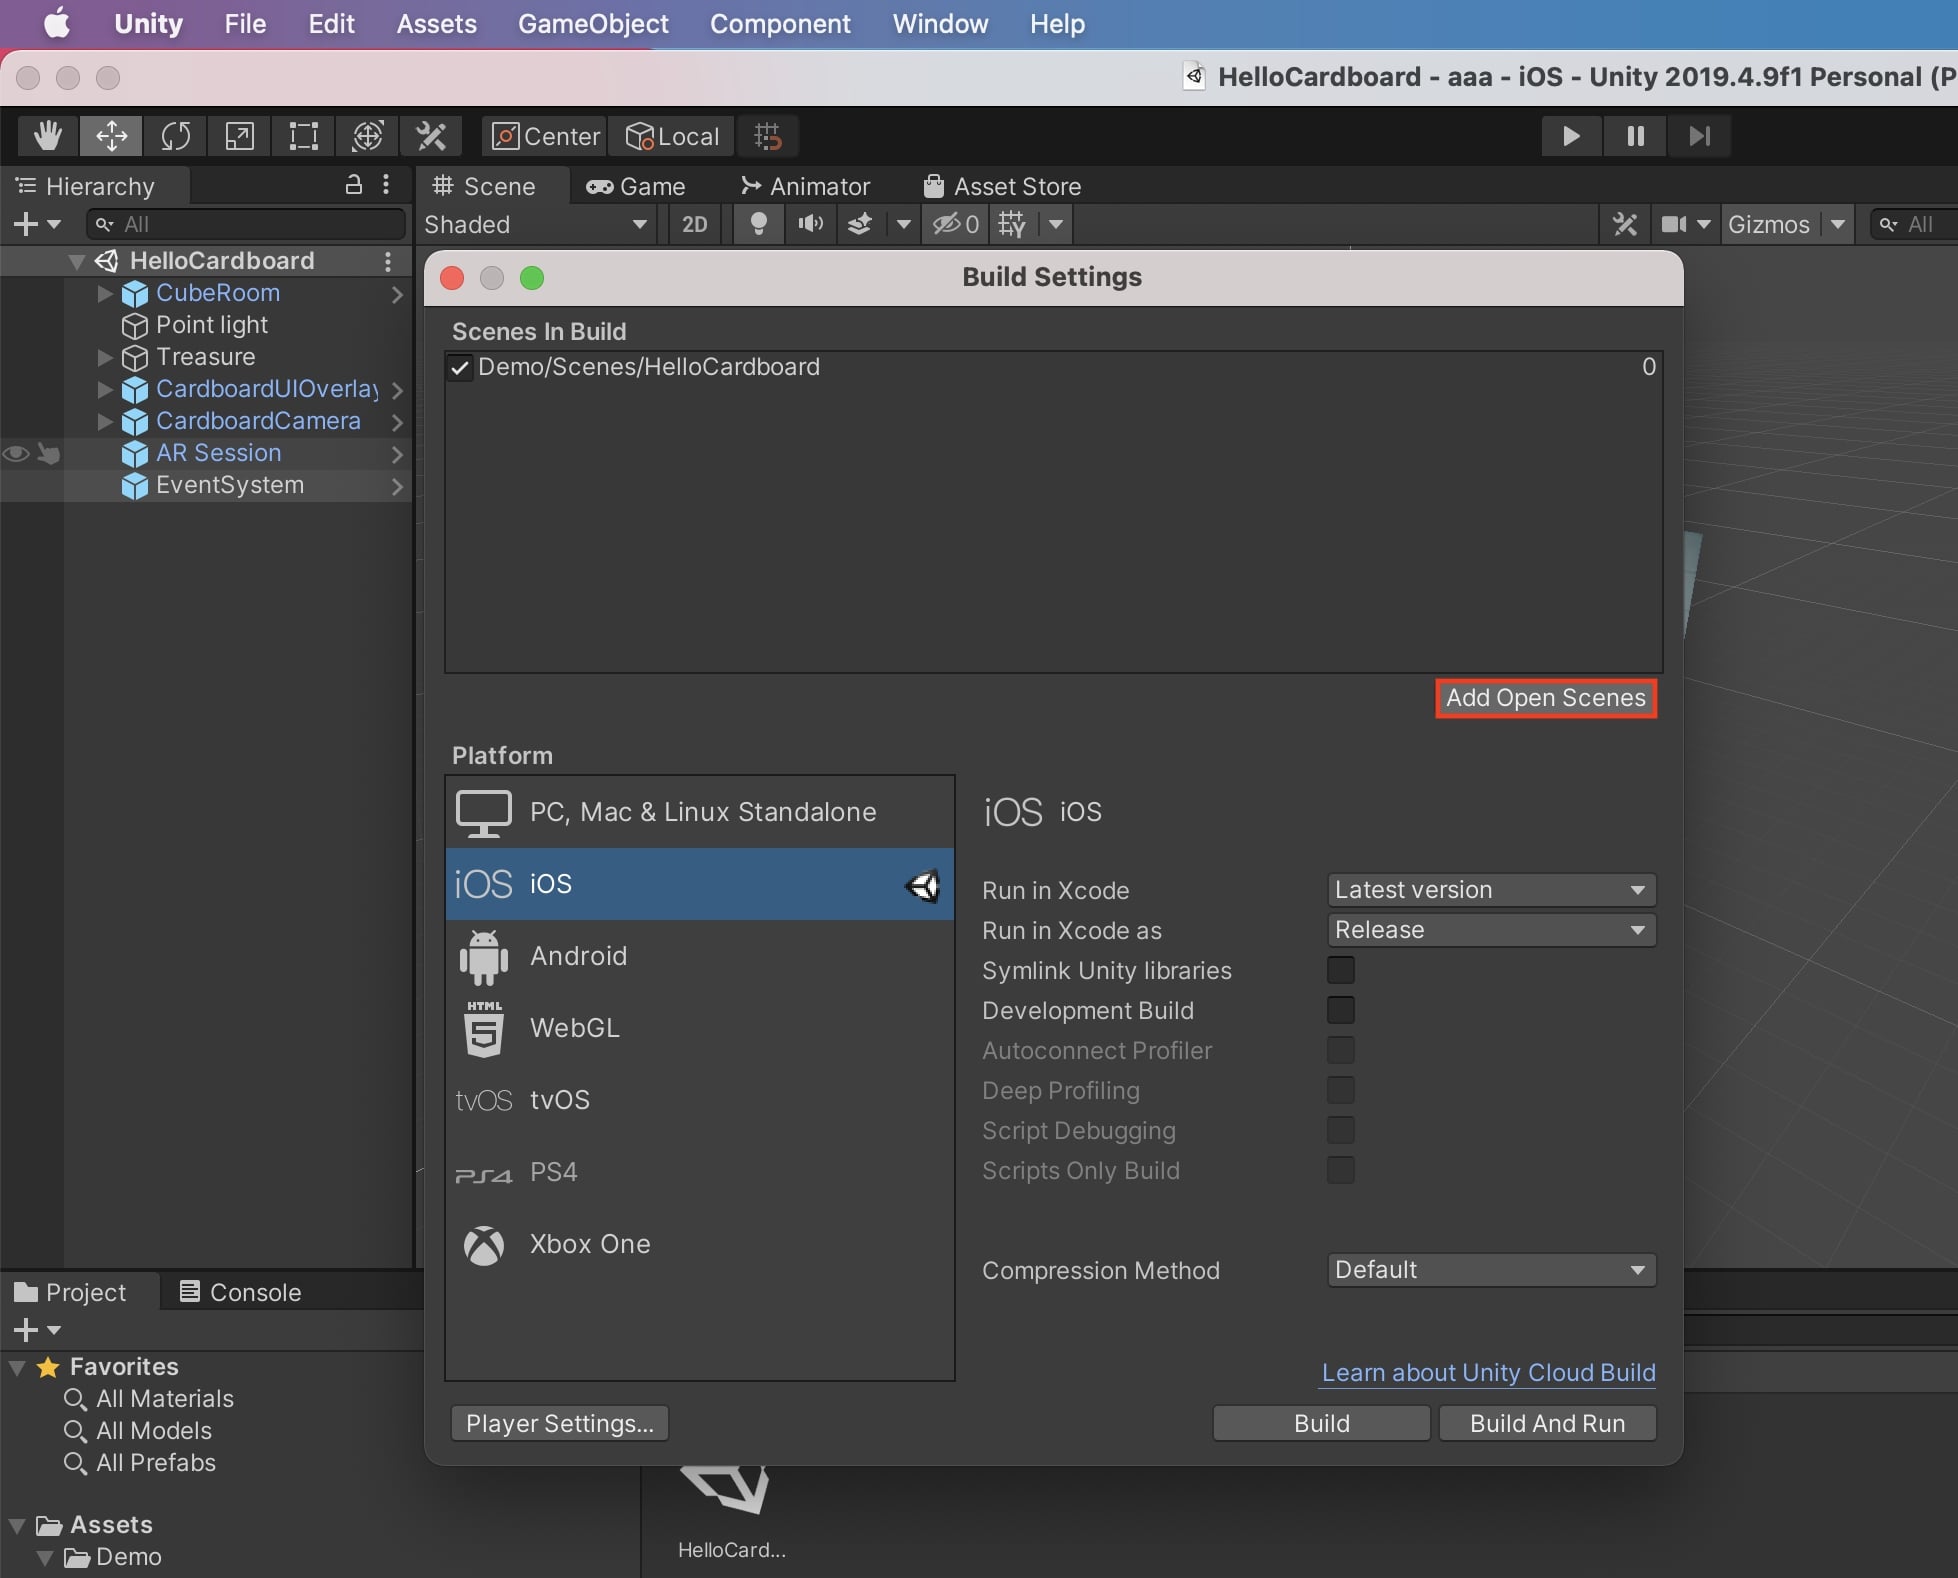 Unity File Edit Assets GameObject Component Window Help
HelloCardboard - aaa - iOS - Unity 2019.4.9f1 Personal (P
Center Local
Hierarchy
All
HelloCardboard
CubeRoom
Point light
Treasure
CardboardUIOverlay
CardboardCamera
AR Session
EventSystem
Scene Game Animator Asset Store
Shaded 2D 0 Gizmos All
Build Settings
Scenes In Build
Demo/Scenes/HelloCardboard 0
Add Open Scenes
Platform
PC, Mac & Linux Standalone
iOS iOS
Android
HTML 5 WebGL
tvOS tvOS
PS4 PS4
Xbox One
iOS iOS
Run in Xcode Latest version
Run in Xcode as Release
Symlink Unity libraries
Development Build
Autoconnect Profiler
Deep Profiling
Script Debugging
Scripts Only Build
Compression Method Default
Learn about Unity Cloud Build
Player Settings... Build Build And Run
Project Console
Favorites
All Materials
All Models
All Prefabs
Assets
Demo
HelloCard...